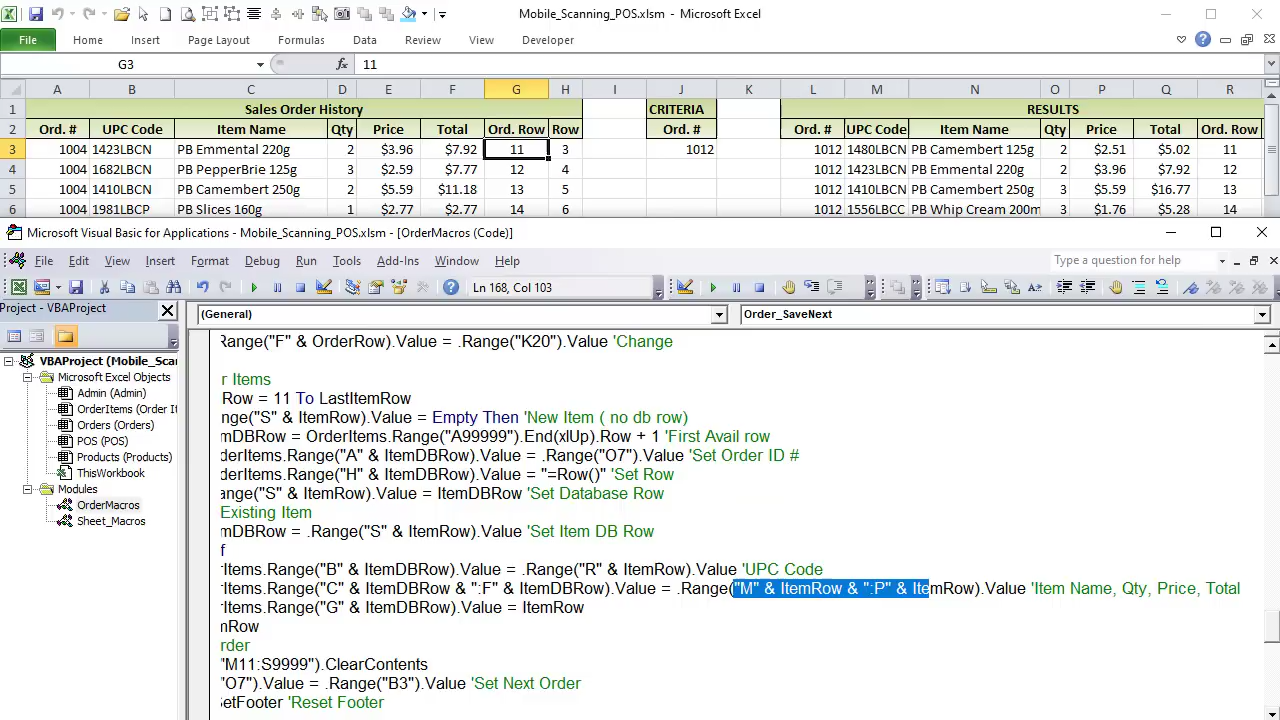 Mobile_Scanning_POS.xlsm - Microsoft Excel
File Home Insert Page Layout Formulas Data Review View Developer
G3 fx 11
A B C D E F G H I J K L M N O P Q R
1 Sales Order History CRITERIA RESULTS
2 Ord. # UPC Code Item Name Qty Price Total Ord. Row Row Ord. # Ord. # UPC Code Item Name Qty Price Total Ord. Row
3 1004 1423LBCN PB Emmental 220g 2 $3.96 $7.92 11 3 1012 1012 1480LBCN PB Camembert 125g 2 $2.51 $5.02 11
4 1004 1682LBCN PB PepperBrie 125g 3 $2.59 $7.77 12 4 1012 1423LBCN PB Emmental 220g 2 $3.96 $7.92 12
5 1004 1410LBCN PB Camembert 250g 2 $5.59 $11.18 13 5 1012 1410LBCN PB Camembert 250g 3 $5.59 $16.77 13
6 1004 1981LBCP PB Slices 160g 1 $2.77 $2.77 14 6 1012 1556LBCC PB Whip Cream 200m 3 $1.76 $5.28 14
Microsoft Visual Basic for Applications - Mobile_Scanning_POS.xlsm - [OrderMacros (Code)]
File Edit View Insert Format Debug Run Tools Add-Ins Window Help Type a question for help
Ln 168, Col 103
Project - VBAProject
(General) Order_SaveNext
VBAProject (Mobile_Scan
Microsoft Excel Objects
Admin (Admin)
OrderItems (Order It
Orders (Orders)
POS (POS)
Products (Products)
ThisWorkbook
Modules
OrderMacros
Sheet_Macros
Range("F" & OrderRow).Value = .Range("K20").Value 'Change
r Items
Row = 11 To LastItemRow
nge("S" & ItemRow).Value = Empty Then 'New Item ( no db row)
mDBRow = OrderItems.Range("A99999").End(xlUp).Row + 1 'First Avail row
derItems.Range("A" & ItemDBRow).Value = .Range("O7").Value 'Set Order ID #
derItems.Range("H" & ItemDBRow).Value = "=Row()" 'Set Row
ange("S" & ItemRow).Value = ItemDBRow 'Set Database Row
Existing Item
mDBRow = .Range("S" & ItemRow).Value 'Set Item DB Row
f
rItems.Range("B" & ItemDBRow).Value = .Range("R" & ItemRow).Value 'UPC Code
rItems.Range("C" & ItemDBRow & ":F" & ItemDBRow).Value = .Range("M" & ItemRow & ":P" & ItemRow).Value 'Item Name, Qty, Price, Total
rItems.Range("G" & ItemDBRow).Value = ItemRow
mRow
rder
"M11:S9999").ClearContents
"O7").Value = .Range("B3").Value 'Set Next Order
etFooter 'Reset Footer